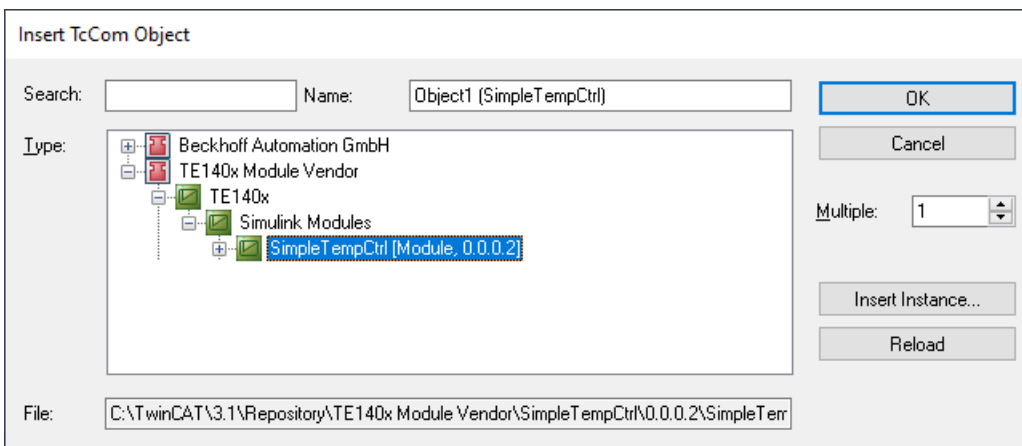 Insert TcCom Object
Search:
Name: Object1 (SimpleTempCtrl)
OK
Type:
Beckhoff Automation GmbH
Cancel
TE140x Module Vendor
TE140x
Multiple: 1
Simulink Modules
SimpleTempCtrl [Module, 0.0.0.2]
Insert Instance...
Reload
File: C:\TwinCAT\3.1\Repository\TE140x Module Vendor\SimpleTempCtrl\0.0.0.2\SimpleTem